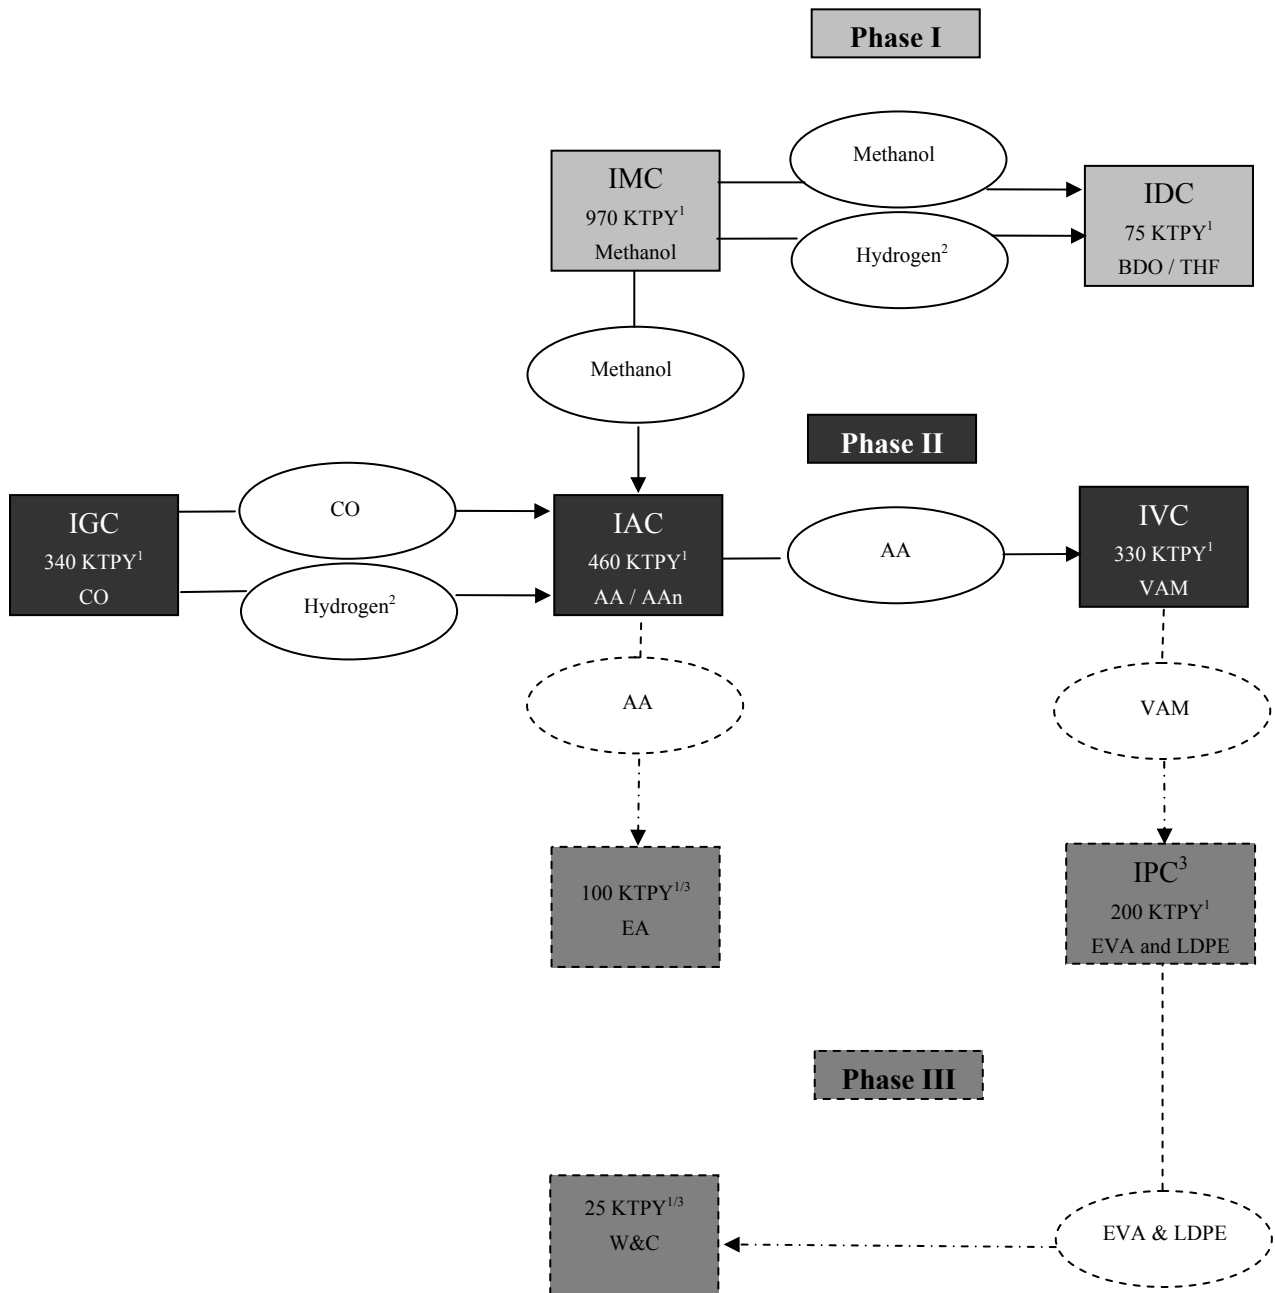 Phase I
Methanol
IMC
970 KTPY¹
Methanol
IDC
75 KTPY¹
BDO / THF
Hydrogen²
Methanol
Phase II
CO
IGC
340 KTPY¹
CO
IAC
460 KTPY¹
AA / AAn
AA
IVC
330 KTPY¹
VAM
Hydrogen²
AA
VAM
100 KTPY¹/³
EA
IPC³
200 KTPY¹
EVA and LDPE
Phase III
25 KTPY¹/³
W&C
EVA & LDPE